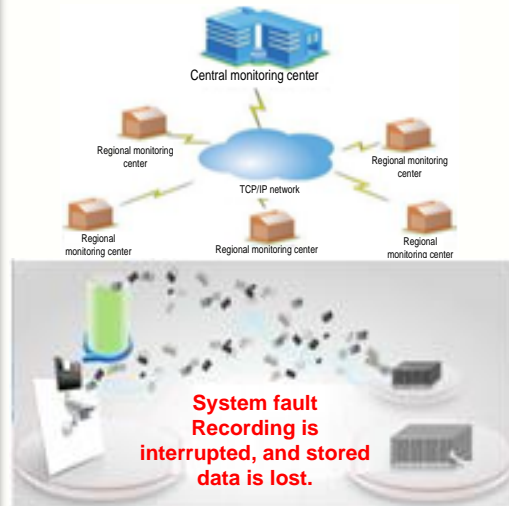 Central monitoring center
Regional monitoring
center
Regional monitoring
center
TCP/IP network
Regional
monitoring center
Regional monitoring center
Regional
monitoring center
System fault
Recording is
interrupted, and stored
data is lost.